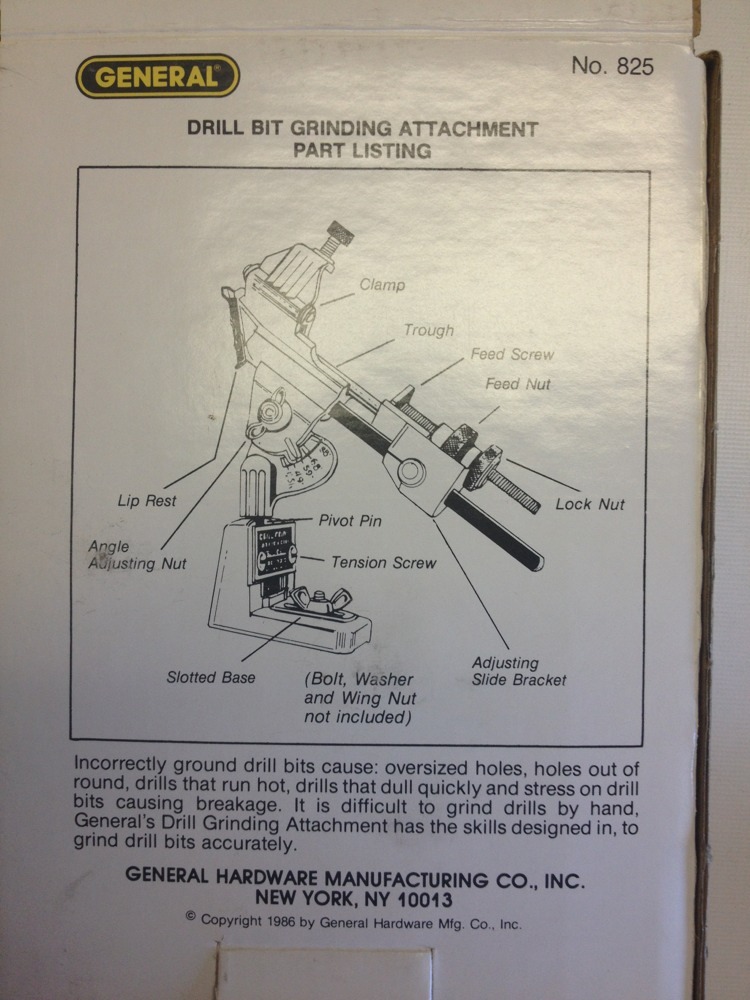 GENERAL®
No. 825
DRILL BIT GRINDING ATTACHMENT
PART LISTING
Clamp
Trough
Feed Screw
Feed Nut
Lip Rest
Lock Nut
Pivot Pin
Angle
Adjusting Nut
Tension Screw
Slotted Base
(Bolt, Washer
and Wing Nut
not included)
Adjusting
Slide Bracket
Incorrectly ground drill bits cause: oversized holes, holes out of
round, drills that run hot, drills that dull quickly and stress on drill
bits causing breakage. It is difficult to grind drills by hand,
General's Drill Grinding Attachment has the skills designed in, to
grind drill bits accurately.
GENERAL HARDWARE MANUFACTURING CO., INC.
NEW YORK, NY 10013
© Copyright 1986 by General Hardware Mfg. Co., Inc.